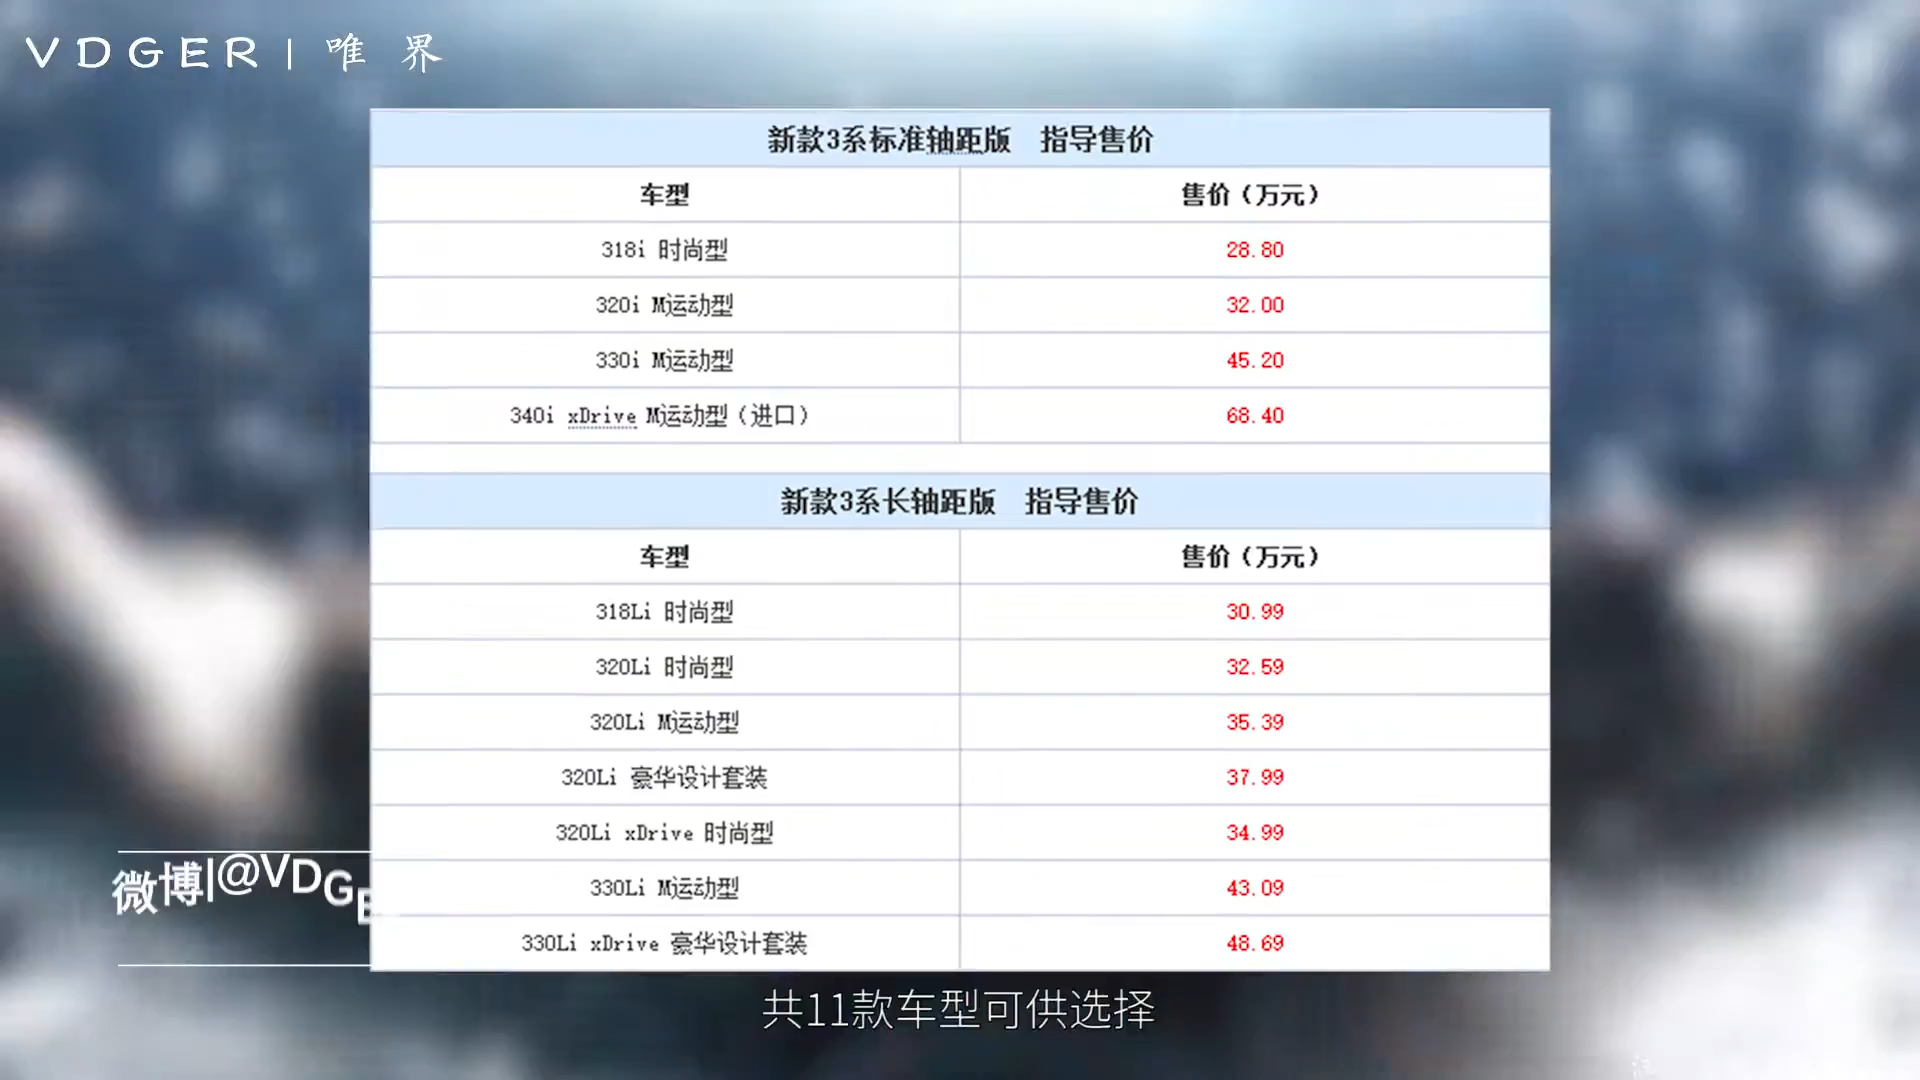 VDGER | 唯 界
新款3系标准轴距版 指导售价
车型 售价（万元）
318i 时尚型 28.80
320i M运动型 32.00
330i M运动型 45.20
340i xDrive M运动型（进口） 68.40
新款3系长轴距版 指导售价
车型 售价（万元）
318Li 时尚型 30.99
320Li 时尚型 32.59
320Li M运动型 35.39
320Li 豪华设计套装 37.99
320Li xDrive 时尚型 34.99
330Li M运动型 43.09
330Li xDrive 豪华设计套装 48.69
微博|@VDGE
共11款车型可供选择